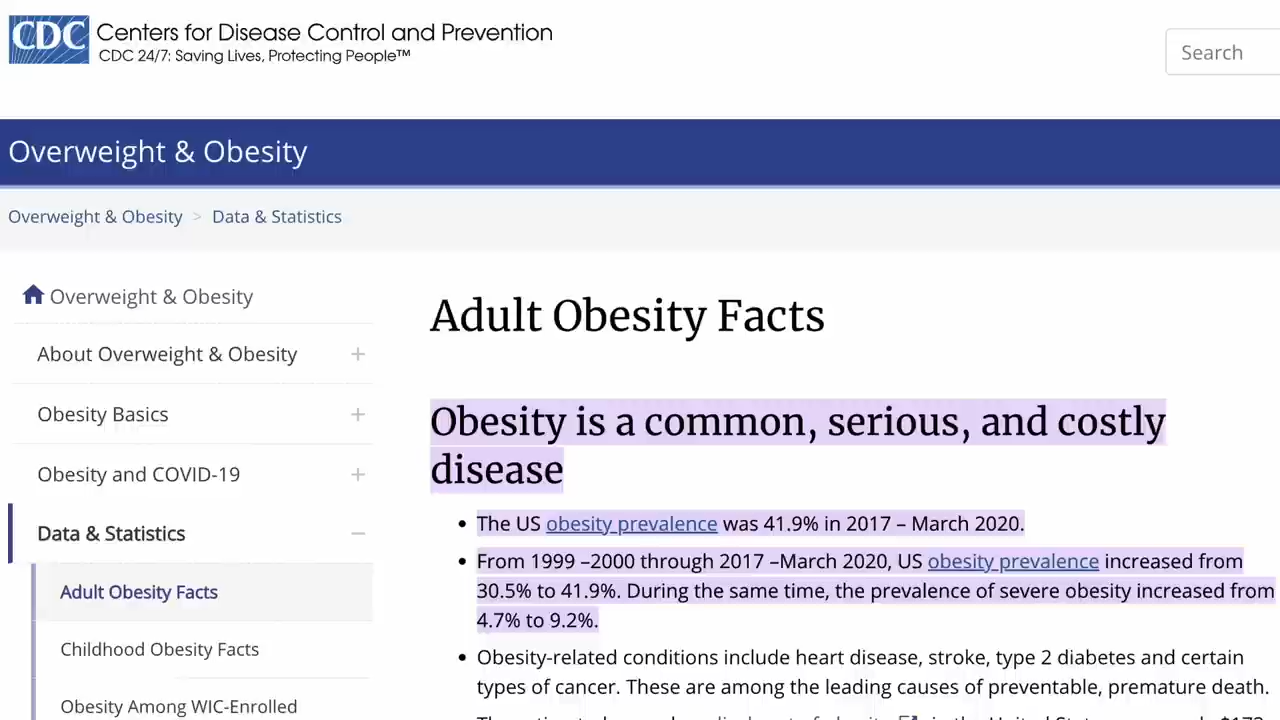 CDC Centers for Disease Control and Prevention
CDC 24/7: Saving Lives, Protecting People™
Search
Overweight & Obesity
Overweight & Obesity > Data & Statistics
Overweight & Obesity
About Overweight & Obesity +
Obesity Basics +
Obesity and COVID-19 +
Data & Statistics −
Adult Obesity Facts
Childhood Obesity Facts
Obesity Among WIC-Enrolled
Adult Obesity Facts
Obesity is a common, serious, and costly
disease
• The US obesity prevalence was 41.9% in 2017 – March 2020.
• From 1999 –2000 through 2017 –March 2020, US obesity prevalence increased from
30.5% to 41.9%. During the same time, the prevalence of severe obesity increased from
4.7% to 9.2%.
• Obesity-related conditions include heart disease, stroke, type 2 diabetes and certain
types of cancer. These are among the leading causes of preventable, premature death.